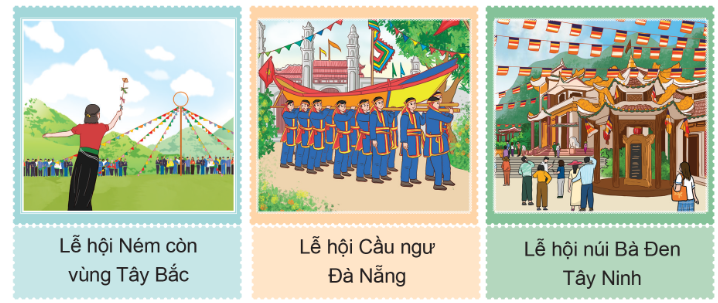 Lễ hội Ném còn
vùng Tây Bắc
Lễ hội Cầu ngư
Đà Nẵng
Lễ hội núi Bà Đen
Tây Ninh